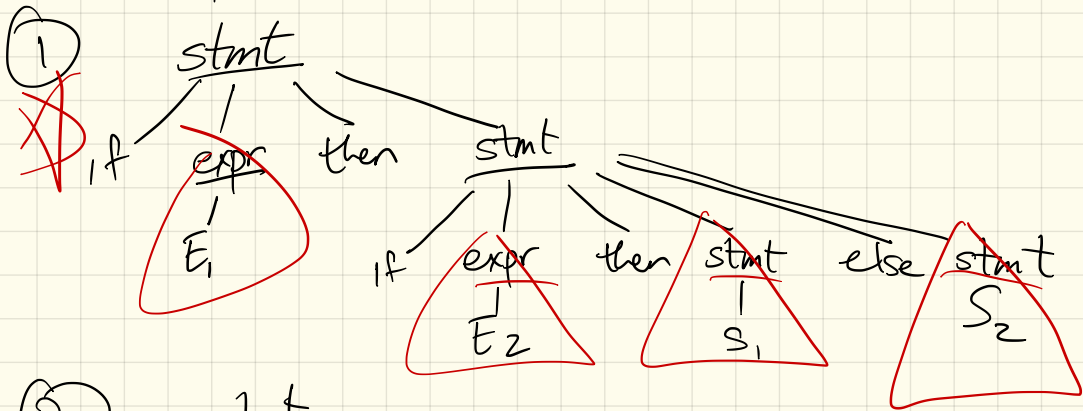 1
stmt
if expr then stmt
E1 if expr then stmt else stmt
E2 S1 S2